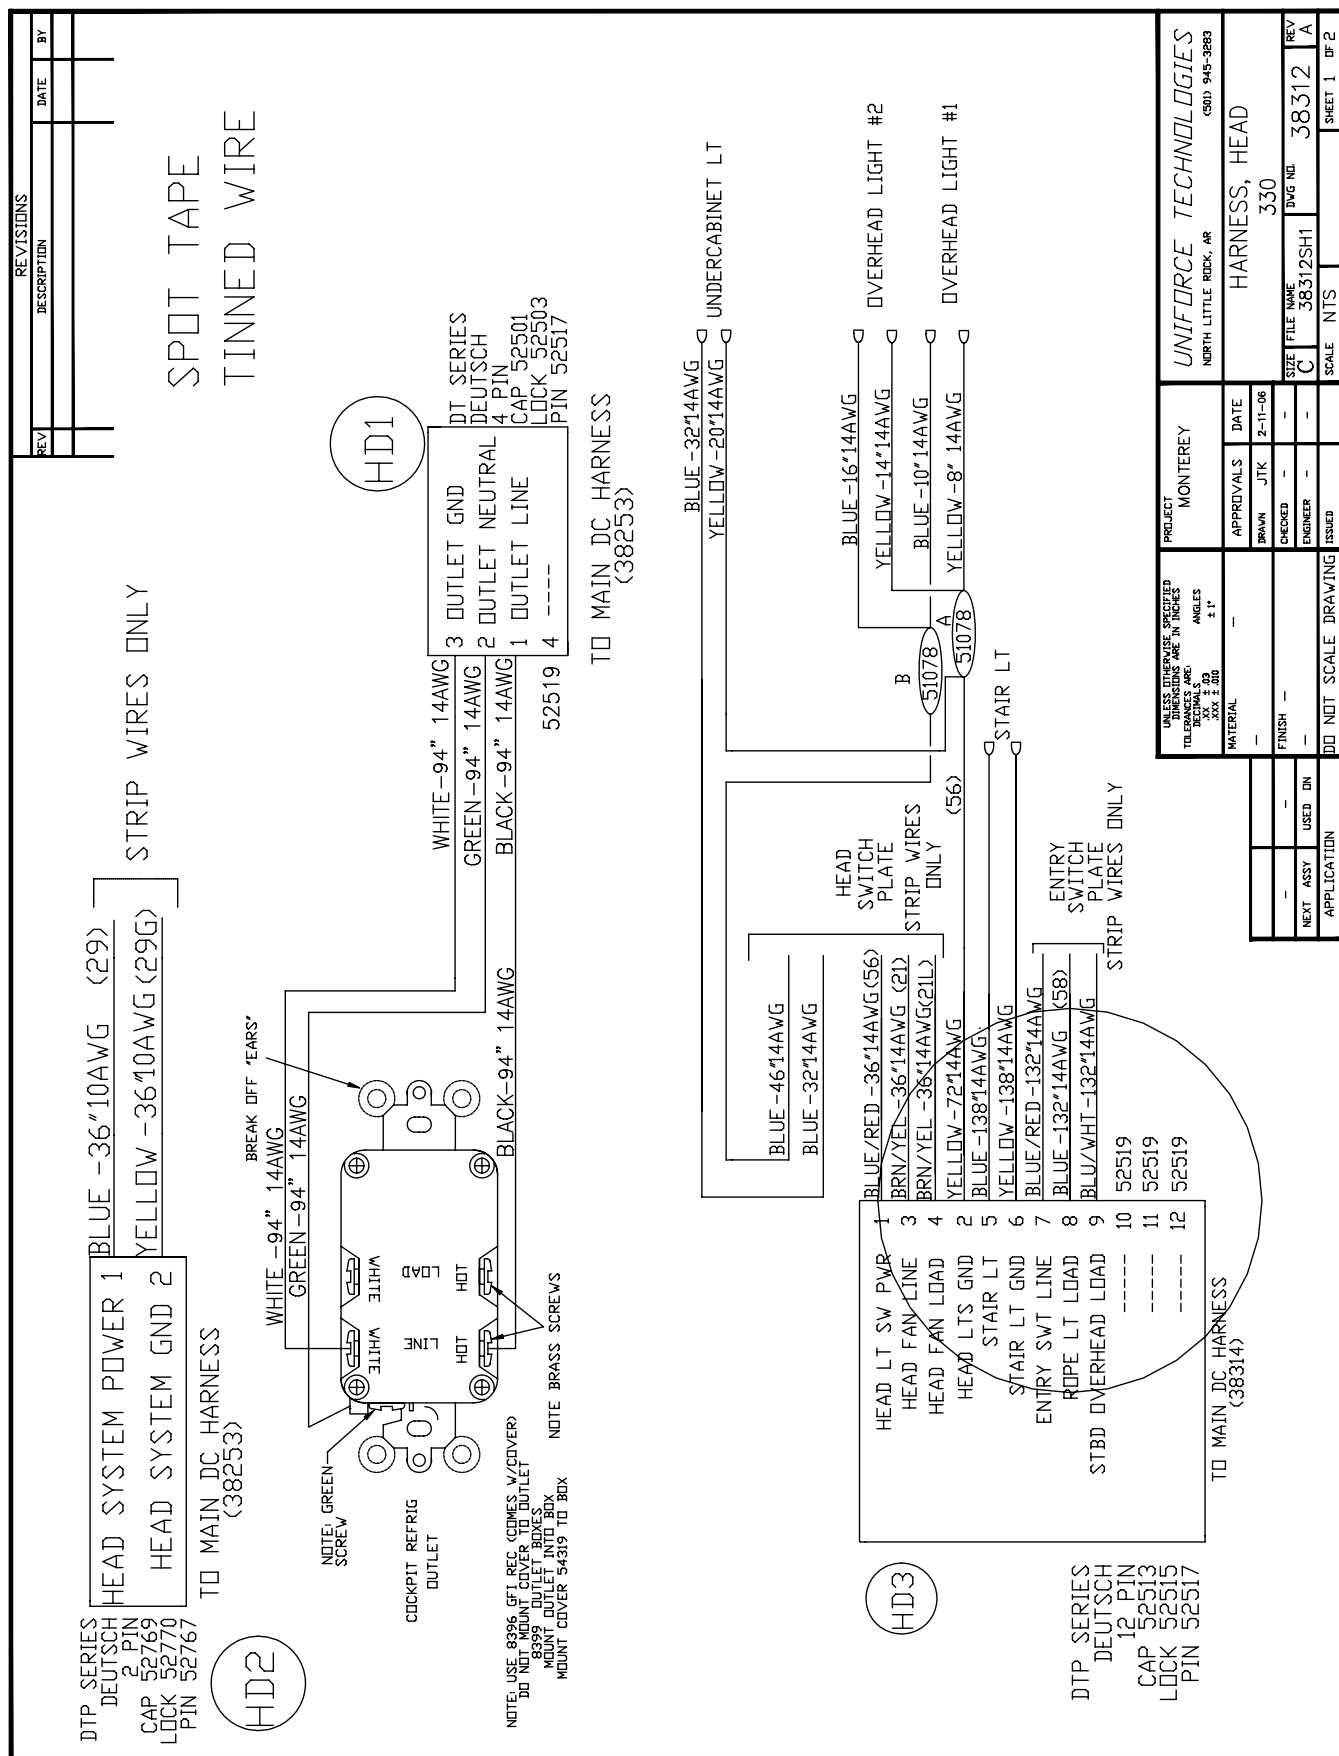 REVISIONS
REV
DESCRIPTION
DATE
BY
SPOT TAPE
TINNED WIRE
DTP SERIES
DEUTSCH
2 PIN
CAP 52769
LOCK 52770
PIN 52767
HD2
HEAD SYSTEM POWER 1
HEAD SYSTEM GND 2
TO MAIN DC HARNESS
(38253)
BLUE -36"10AWG (29)
YELLOW -36"10AWG(29G)
STRIP WIRES ONLY
HD1
DT SERIES
DEUTSCH
4 PIN
CAP 52501
LOCK 52503
PIN 52517
3 OUTLET GND
2 OUTLET NEUTRAL
1 OUTLET LINE
4 ----
52519
TO MAIN DC HARNESS
(38253)
WHITE-94" 14AWG
GREEN-94" 14AWG
BLACK-94" 14AWG
BREAK OFF "EARS"
WHITE -94" 14AWG
GREEN-94" 14AWG
BLACK-94" 14AWG
WHITE
WHITE
LOAD
LINE
HOT
HOT
NOTE: GREEN
SCREW
NOTE BRASS SCREWS
COCKPIT REFRIG
OUTLET
NOTE: USE 8396 GFI REC (COMES W/COVER)
DO NOT MOUNT COVER TO OUTLET
8399 OUTLET BOXES
MOUNT OUTLET INTO BOX
MOUNT COVER 54319 TO BOX
BLUE-32"14AWG
YELLOW-20"14AWG
UNDERCABINET LT
BLUE-16"14AWG
YELLOW-14"14AWG
OVERHEAD LIGHT #2
BLUE-10"14AWG
YELLOW-8" 14AWG
OVERHEAD LIGHT #1
B
51078
A
51078
STAIR LT
(56)
HEAD
SWITCH
PLATE
STRIP WIRES
ONLY
ENTRY
SWITCH
PLATE
STRIP WIRES ONLY
BLUE-46"14AWG
BLUE-32"14AWG
BLUE/RED -36"14AWG(56)
BRN/YEL -36"14AWG (21)
BRN/YEL -36"14AWG(21L)
YELLOW-72"14AWG
BLUE-138"14AWG
YELLOW-138"14AWG
BLUE/RED-132"14AWG
BLUE-132"14AWG (58)
BLU/WHT-132"14AWG
HEAD LT SW PWR 1
HEAD FAN LINE 3
HEAD FAN LOAD 4
HEAD LTS GND 2
STAIR LT 5
STAIR LT GND 6
ENTRY SWT LINE 7
ROPE LT LOAD 8
STBD OVERHEAD LOAD 9
----- 10 52519
----- 11 52519
----- 12 52519
TO MAIN DC HARNESS
(38314)
HD3
DTP SERIES
DEUTSCH
12 PIN
CAP 52513
LOCK 52515
PIN 52517
NEXT ASSY
USED ON
APPLICATION
UNLESS OTHERWISE SPECIFIED
DIMENSIONS ARE IN INCHES
TOLERANCES ARE:
DECIMALS ANGLES
.XX ± .03 ± 1°
.XXX ± .010
MATERIAL
FINISH
DO NOT SCALE DRAWING
PROJECT
MONTEREY
APPROVALS DATE
DRAWN JTK 2-11-06
CHECKED - -
ENGINEER - -
ISSUED
UNIFORCE TECHNOLOGIES
NORTH LITTLE ROCK, AR (501) 945-3283
HARNESS, HEAD
330
SIZE C
FILE NAME 38312SH1
DWG NO. 38312
REV A
SCALE NTS
SHEET 1 OF 2